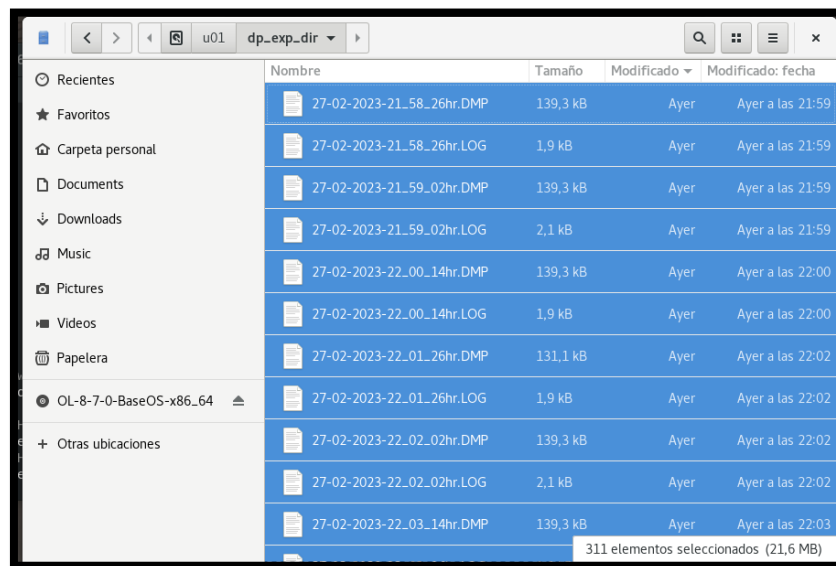 u01 dp_exp_dir
Nombre Tamaño Modificado Modificado: fecha
Recientes
Favoritos
Carpeta personal
Documents
Downloads
Music
Pictures
Videos
Papelera
OL-8-7-0-BaseOS-x86_64
+ Otras ubicaciones
27-02-2023-21_58_26hr.DMP 139,3 kB Ayer Ayer a las 21:59
27-02-2023-21_58_26hr.LOG 1,9 kB Ayer Ayer a las 21:59
27-02-2023-21_59_02hr.DMP 139,3 kB Ayer Ayer a las 21:59
27-02-2023-21_59_02hr.LOG 2,1 kB Ayer Ayer a las 21:59
27-02-2023-22_00_14hr.DMP 139,3 kB Ayer Ayer a las 22:00
27-02-2023-22_00_14hr.LOG 1,9 kB Ayer Ayer a las 22:00
27-02-2023-22_01_26hr.DMP 131,1 kB Ayer Ayer a las 22:02
27-02-2023-22_01_26hr.LOG 1,9 kB Ayer Ayer a las 22:02
27-02-2023-22_02_02hr.DMP 139,3 kB Ayer Ayer a las 22:02
27-02-2023-22_02_02hr.LOG 2,1 kB Ayer Ayer a las 22:02
27-02-2023-22_03_14hr.DMP 139,3 kB Ayer Ayer a las 22:03
311 elementos seleccionados (21,6 MB)